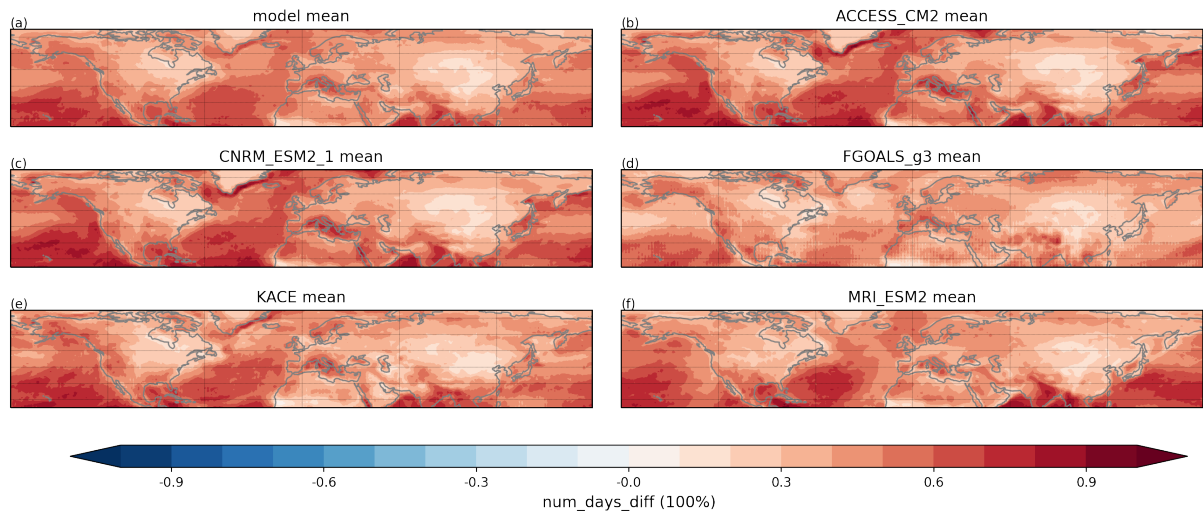 (a) model mean
(b) ACCESS_CM2 mean
(c) CNRM_ESM2_1 mean
(d) FGOALS_g3 mean
(e) KACE mean
(f) MRI_ESM2 mean
-0.9 -0.6 -0.3 -0.0 0.3 0.6 0.9
num_days_diff (100%)